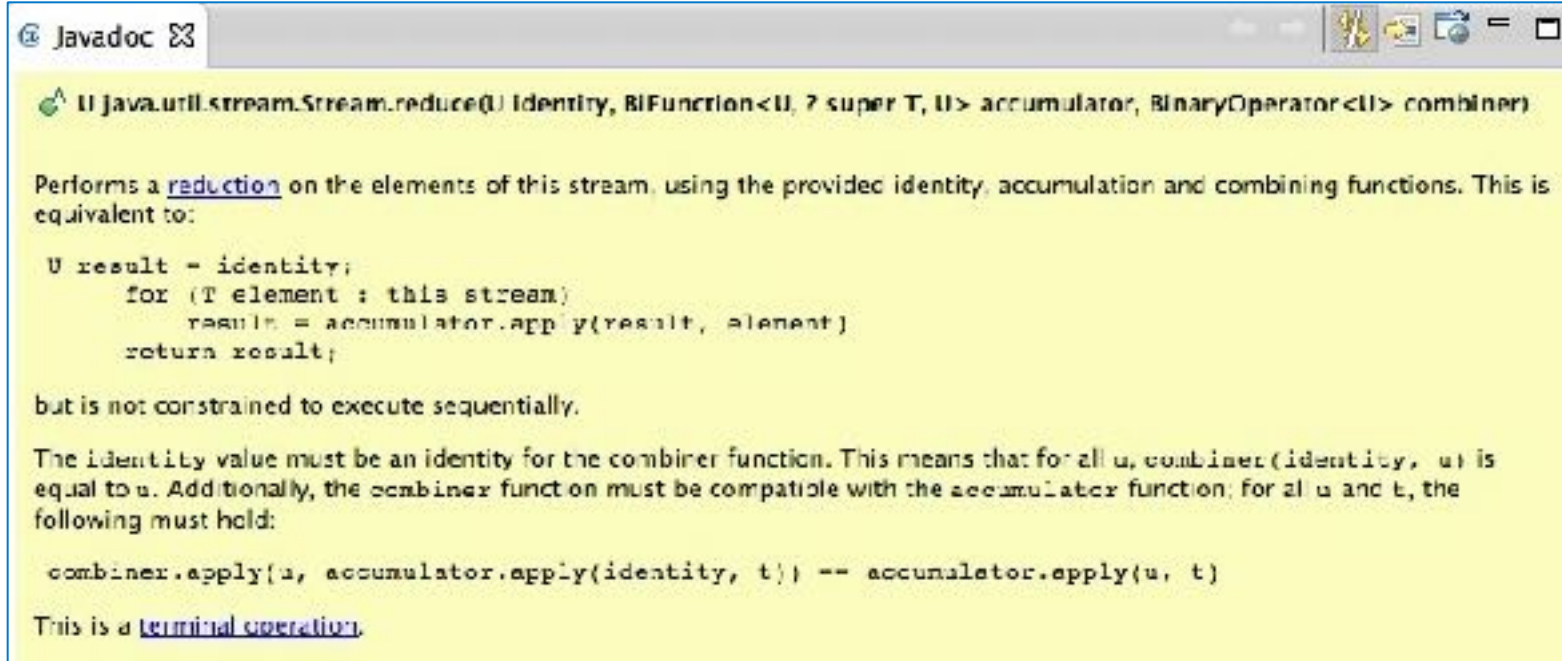 @ Javadoc
U java.util.stream.Stream.reduce(U identity, BiFunction<U, ? super T, U> accumulator, BinaryOperator<U> combiner)
Performs a reduction on the elements of this stream, using the provided identity, accumulation and combining functions. This is
equivalent to:
U result = identity;
for (T element : this stream)
result = accumulator.apply(result, element)
return result;
but is not constrained to execute sequentially.
The identity value must be an identity for the combiner function. This means that for all u, combiner(identity, u) is
equal to u. Additionally, the combiner function must be compatible with the accumulator function; for all u and t, the
following must hold:
combiner.apply(u, accumulator.apply(identity, t)) == accumulator.apply(u, t)
This is a terminal operation.